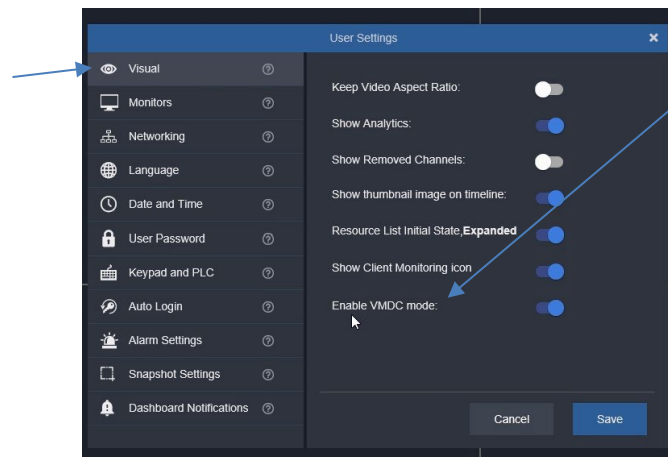 User Settings
Visual
Monitors
Networking
Language
Date and Time
User Password
Keypad and PLC
Auto Login
Alarm Settings
Snapshot Settings
Dashboard Notifications
Keep Video Aspect Ratio:
Show Analytics:
Show Removed Channels:
Show thumbnail image on timeline:
Resource List Initial State,Expanded
Show Client Monitoring icon
Enable VMDC mode:
Cancel
Save